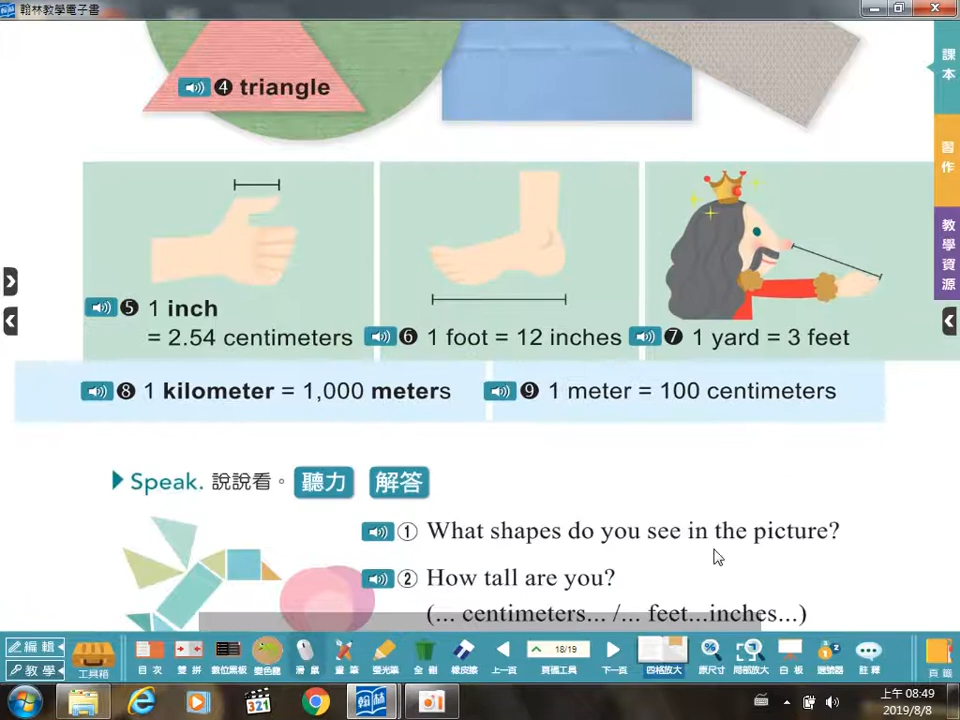 翰林教學電子書
課本
習作
教學資源
4 triangle
5 1 inch
= 2.54 centimeters
6 1 foot = 12 inches
7 1 yard = 3 feet
8 1 kilometer = 1,000 meters
9 1 meter = 100 centimeters
Speak. 說說看。 聽力 解答
① What shapes do you see in the picture?
② How tall are you?
(... centimeters... /... feet...inches...)
編輯
教學
工具箱 目次 雙拼 數位黑板 變色龍 滑鼠 畫筆 螢光筆 全刪 橡皮擦 上一頁 18/19 頁碼工具 下一頁 四格放大 原尺寸 局部放大 白板 選號器 註釋 頁籤
321 翰林
上午 08:49
2019/8/8